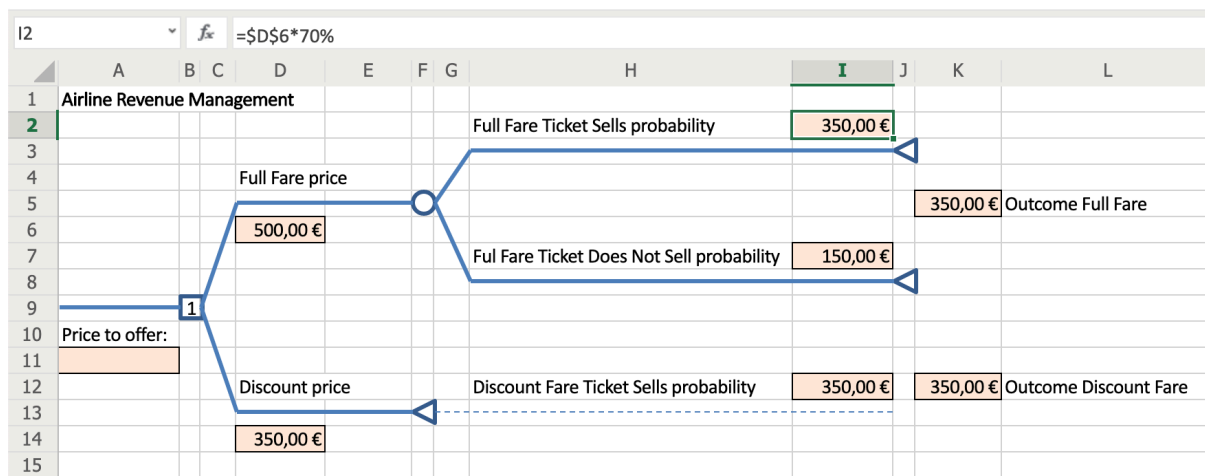 I2 fx =$D$6*70%
A B C D E F G H I J K L
1 Airline Revenue Management
2 Full Fare Ticket Sells probability 350,00 €
3
4 Full Fare price
5 350,00 € Outcome Full Fare
6 500,00 €
7 Ful Fare Ticket Does Not Sell probability 150,00 €
8
9 1
10 Price to offer:
11
12 Discount price Discount Fare Ticket Sells probability 350,00 € 350,00 € Outcome Discount Fare
13
14 350,00 €
15